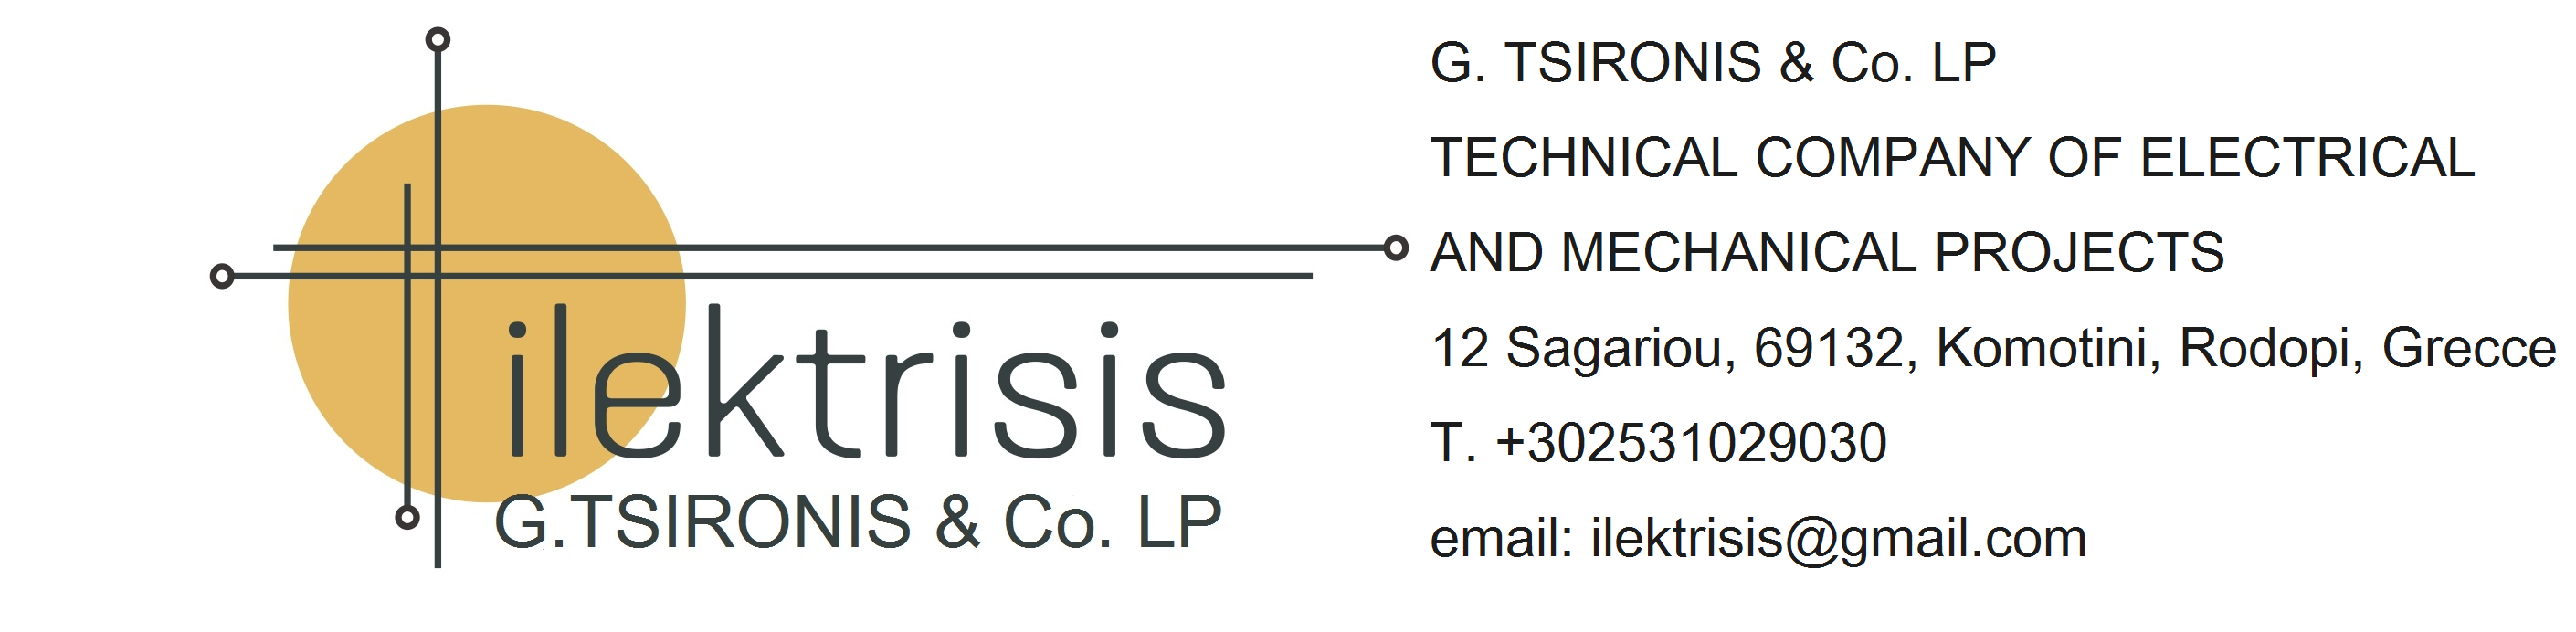 ilektrisis
G.TSIRONIS & Co. LP
G. TSIRONIS & Co. LP
TECHNICAL COMPANY OF ELECTRICAL
AND MECHANICAL PROJECTS
12 Sagariou, 69132, Komotini, Rodopi, Grecce
T. +302531029030
email: ilektrisis@gmail.com